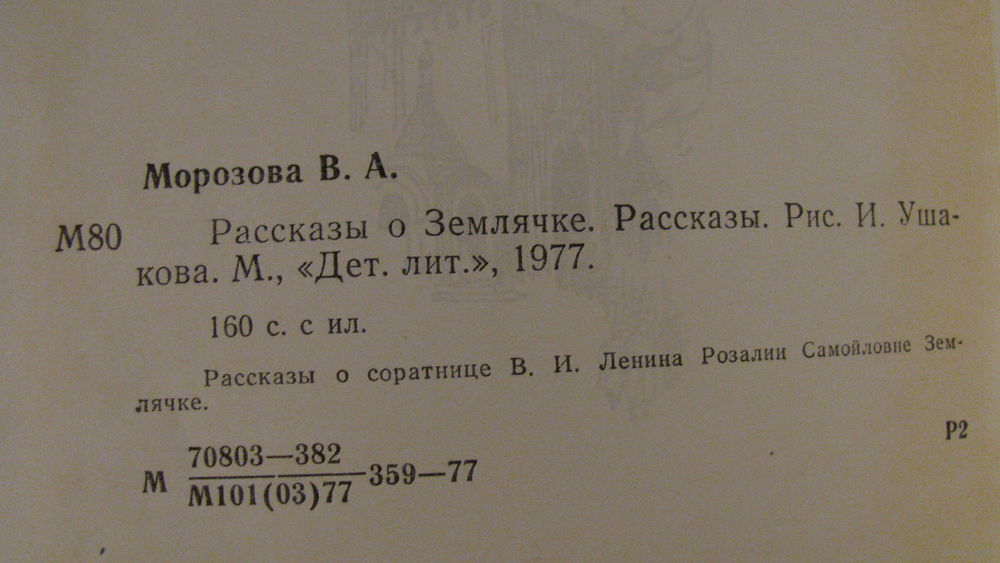 Морозова В. А.
М80 Рассказы о Землячке. Рассказы. Рис. И. Уша-
кова. М., «Дет. лит.», 1977.
160 с. с ил.
Рассказы о соратнице В. И. Ленина Розалии Самойловне Зем-
лячке.
Р2
70803—382
М —359—77
М101(03)77